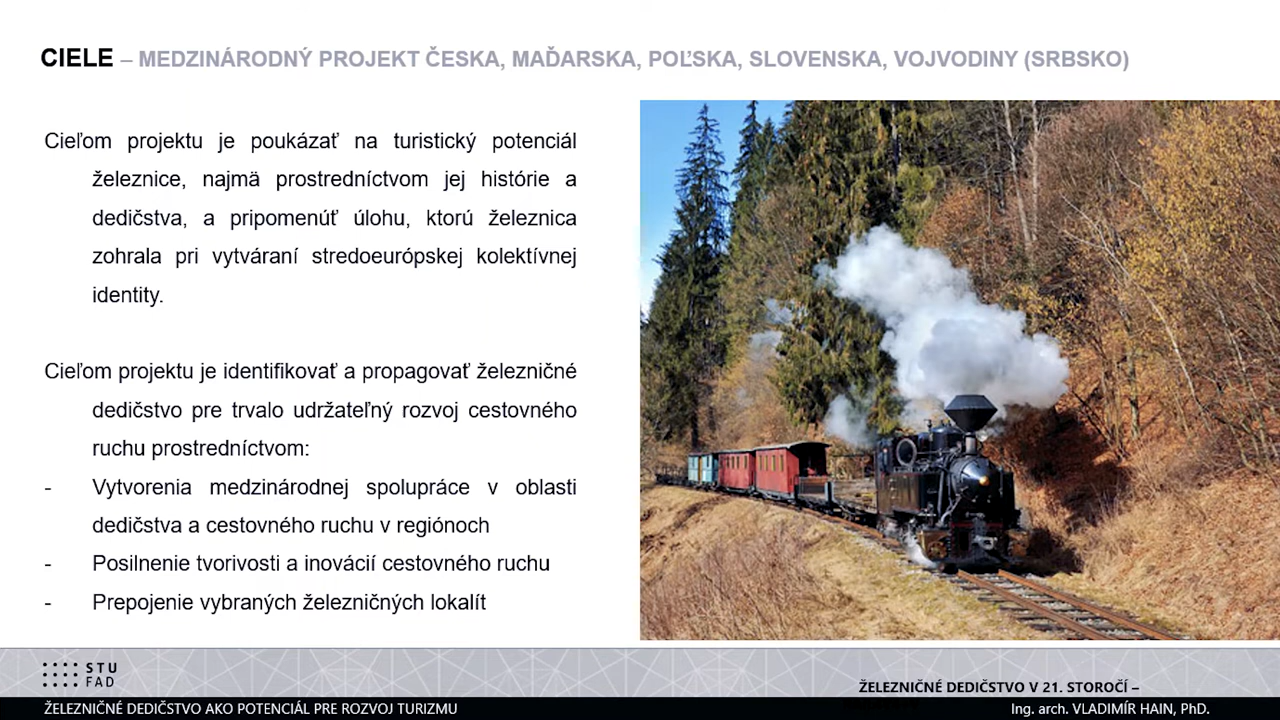 CIELE – MEDZINÁRODNÝ PROJEKT ČESKA, MAĎARSKA, POĽSKA, SLOVENSKA, VOJVODINY (SRBSKO)
Cieľom projektu je poukázať na turistický potenciál
železnice, najmä prostredníctvom jej histórie a
dedičstva, a pripomenúť úlohu, ktorú železnica
zohrala pri vytváraní stredoeurópskej kolektívnej
identity.
Cieľom projektu je identifikovať a propagovať železničné
dedičstvo pre trvalo udržateľný rozvoj cestovného
ruchu prostredníctvom:
- Vytvorenia medzinárodnej spolupráce v oblasti
dedičstva a cestovného ruchu v regiónoch
- Posilnenie tvorivosti a inovácií cestovného ruchu
- Prepojenie vybraných železničných lokalít
STU
FAD
ŽELEZNIČNÉ DEDIČSTVO V 21. STOROČÍ –
ŽELEZNIČNÉ DEDIČSTVO AKO POTENCIÁL PRE ROZVOJ TURIZMU
Ing. arch. VLADIMÍR HAIN, PhD.